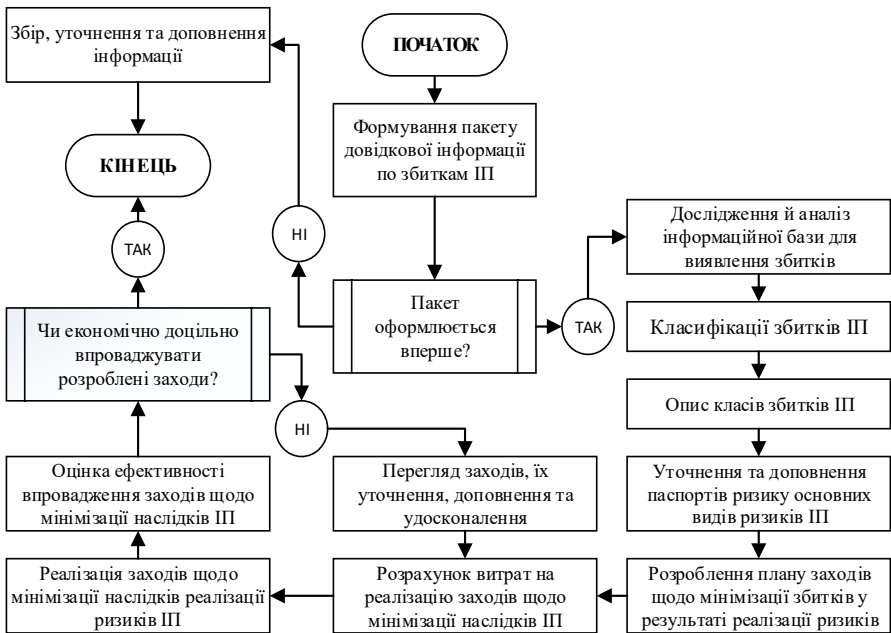 Збір, уточнення та доповнення
інформації
ПОЧАТОК
Формування пакету
довідкової інформації
по збиткам ІП
КІНЕЦЬ
НІ
ТАК
Дослідження й аналіз
інформаційної бази для
виявлення збитків
Пакет
оформлюється
вперше?
ТАК
Чи економічно доцільно
впроваджувати
розроблені заходи?
Класифікації збитків ІП
НІ
Опис класів збитків ІП
Оцінка ефективності
впровадження заходів щодо
мінімізації наслідків ІП
Перегляд заходів, їх
уточнення, доповнення та
удосконалення
Уточнення та доповнення
паспортів ризику основних
видів ризиків ІП
Реалізація заходів щодо
мінімізації наслідків реалізації
ризиків ІП
Розрахунок витрат на
реалізацію заходів щодо
мінімізації наслідків ІП
Розроблення плану заходів
щодо мінімізації збитків у
результаті реалізації ризиків